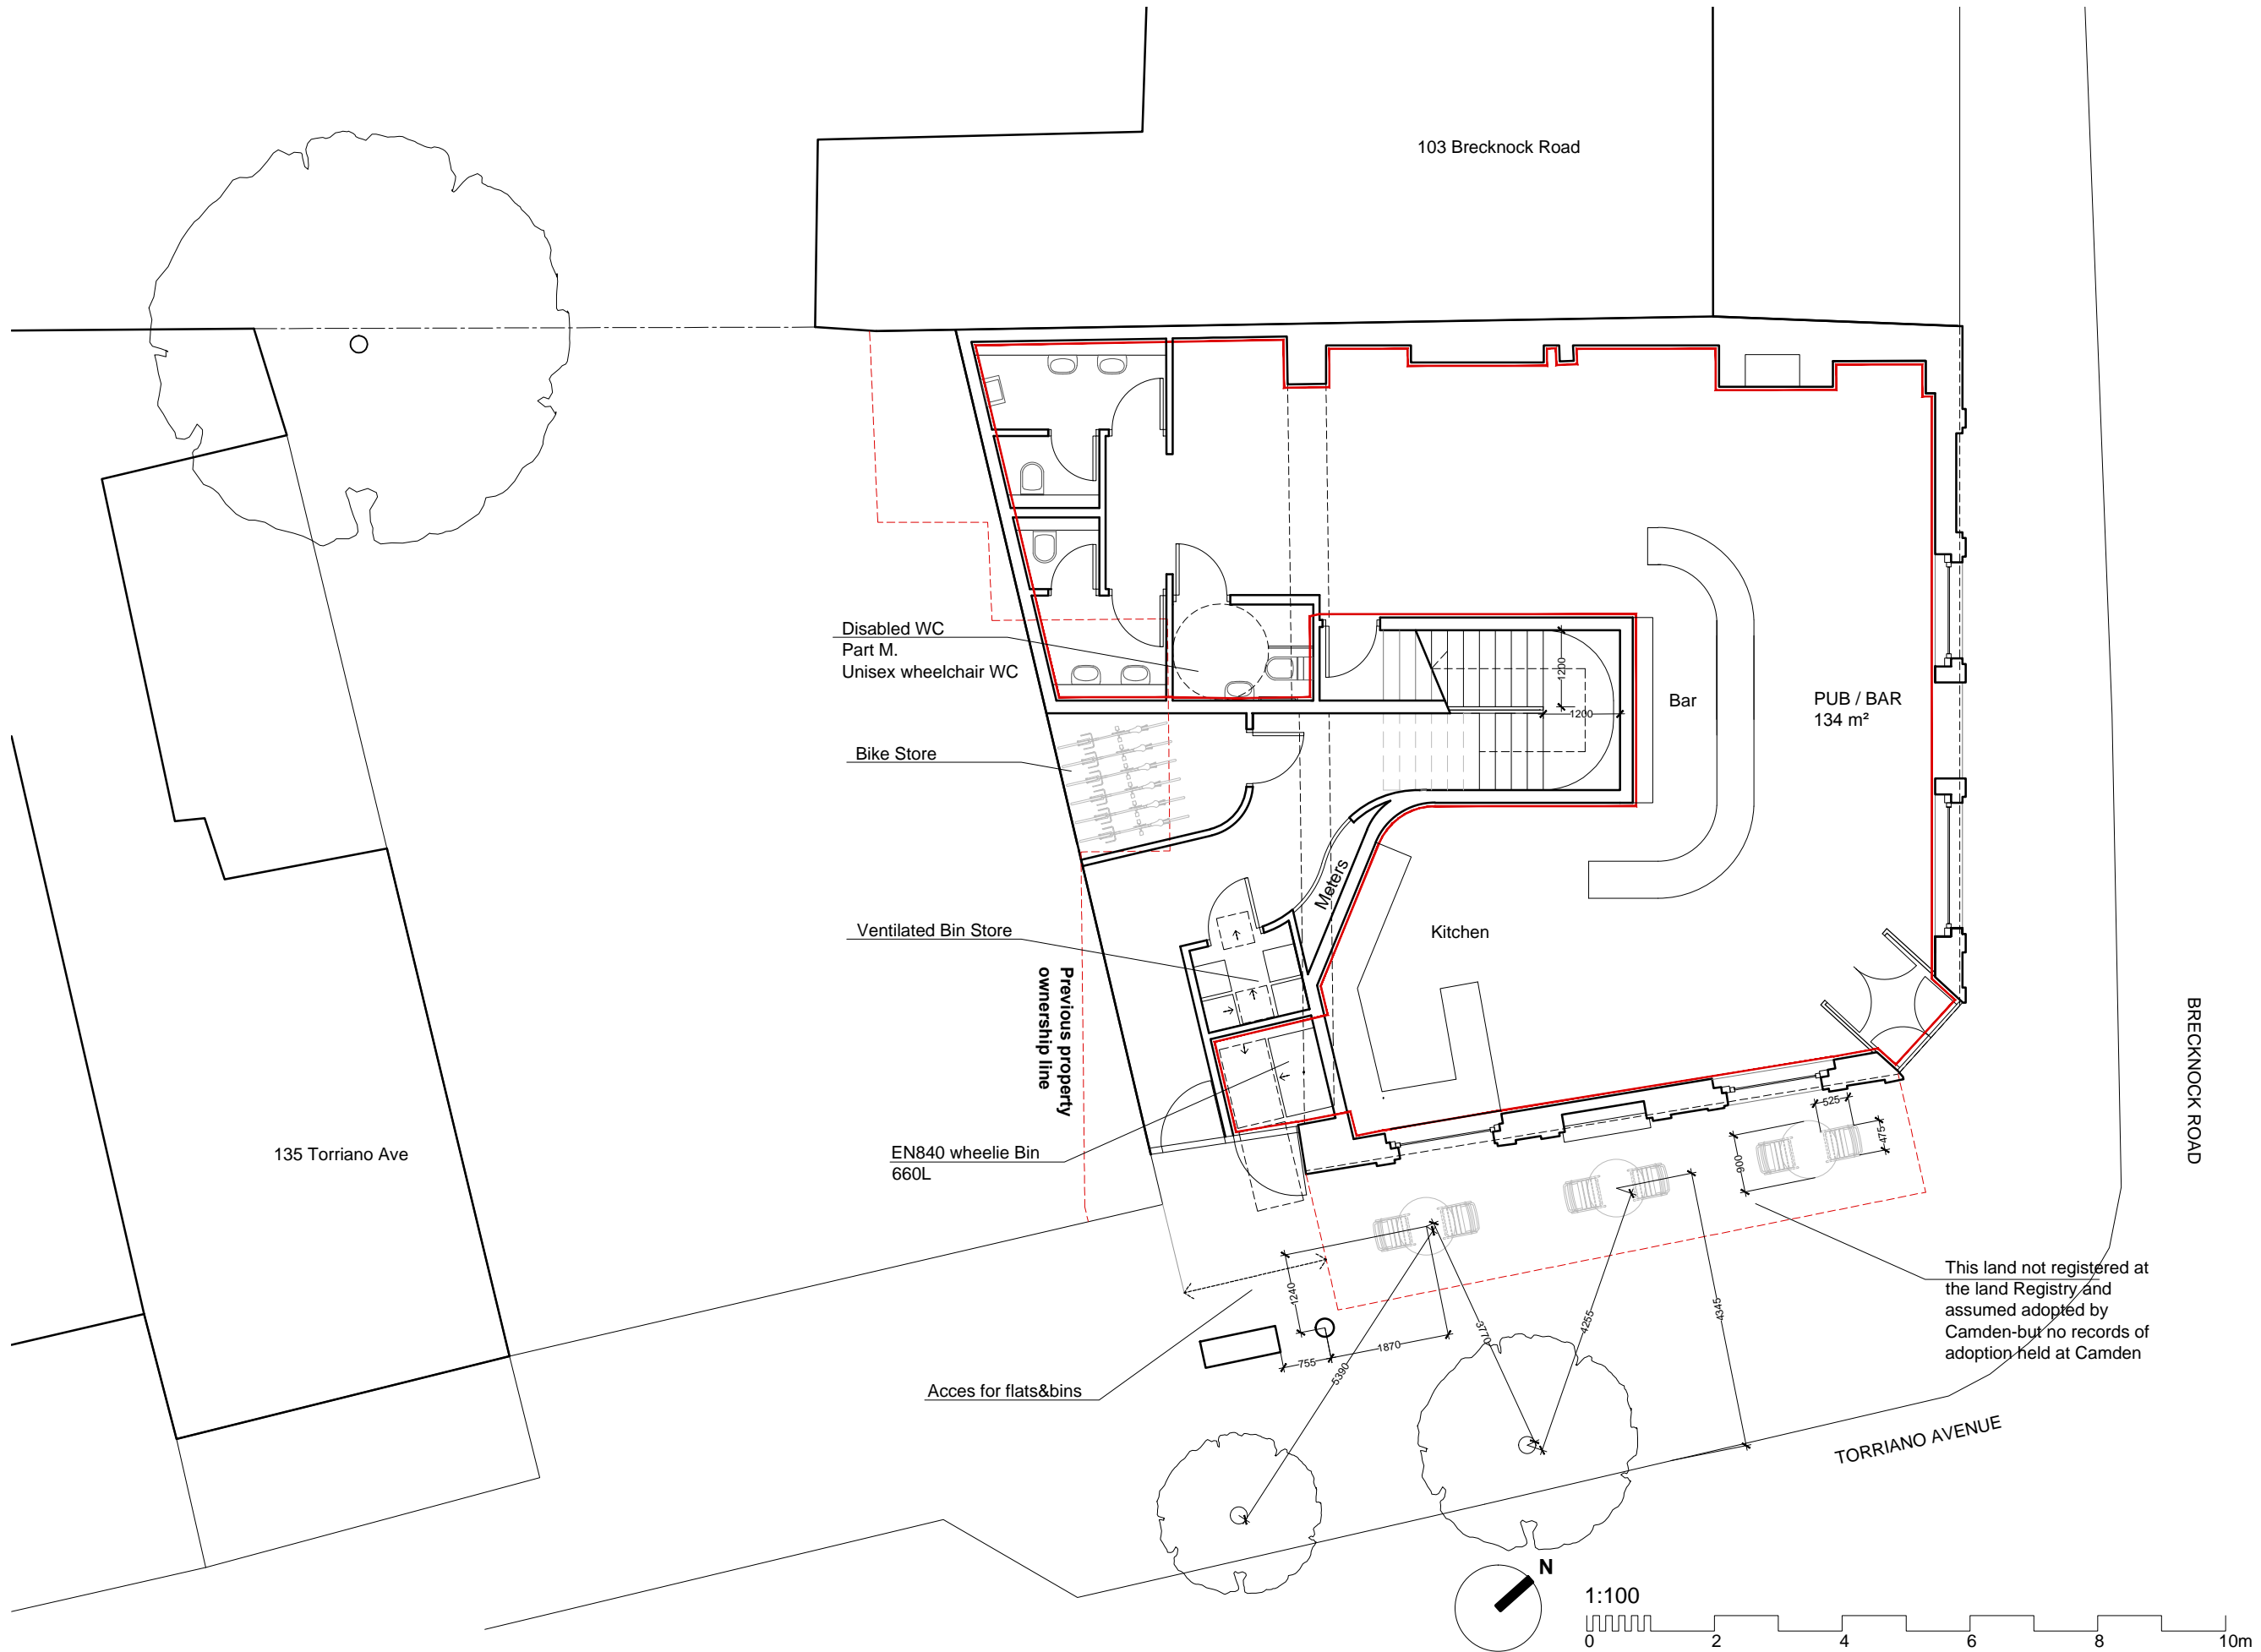 103 Brecknock Road
Disabled WC
Part M.
Unisex wheelchair WC
1200
1200
Bar
PUB / BAR
134 m²
Bike Store
Meters
Ventilated Bin Store
Kitchen
Previous property
ownership line
BRECKNOCK ROAD
135 Torriano Ave
EN840 wheelie Bin
660L
525
475
900
This land not registered at
the land Registry and
assumed adopted by
Camden-but no records of
adoption held at Camden
1240
755
1870
5390
3770
4255
4345
Acces for flats&bins
TORRIANO AVENUE
N
1:100
0 2 4 6 8 10m